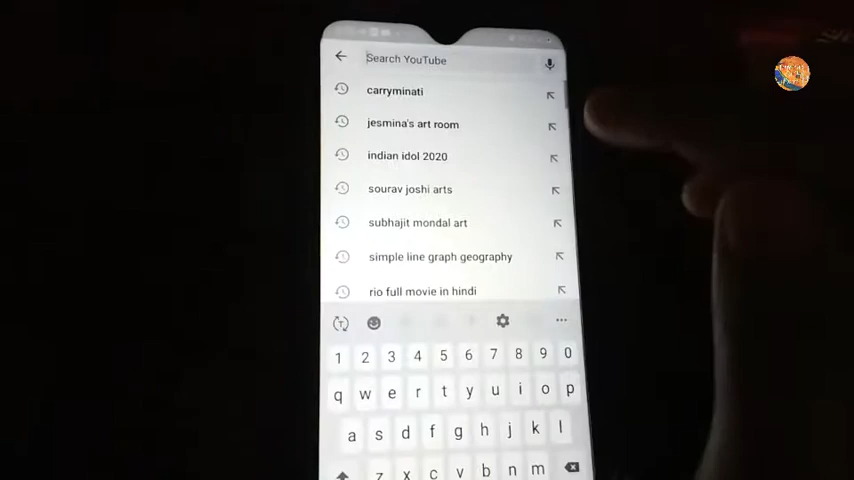 Search YouTube
carryminati
jesmina's art room
indian idol 2020
sourav joshi arts
subhajit mondal art
simple line graph geography
rio full movie in hindi
1 2 3 4 5 6 7 8 9 0
q w e r t y u i o p
a s d f g h j k l
z x c v b n m